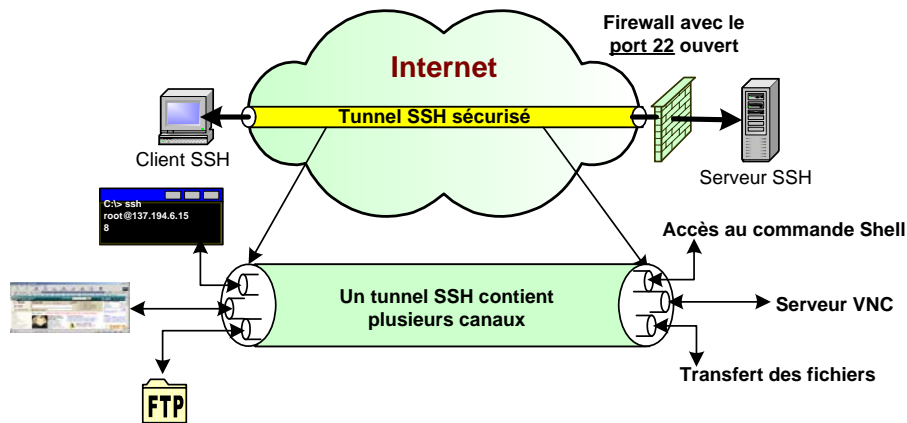 Firewall avec le
port 22 ouvert
Internet
Tunnel SSH sécurisé
Client SSH
Serveur SSH
C:\> ssh
root@137.194.6.15
8
Accès au commande Shell
Un tunnel SSH contient
plusieurs canaux
Serveur VNC
Transfert des fichiers
FTP